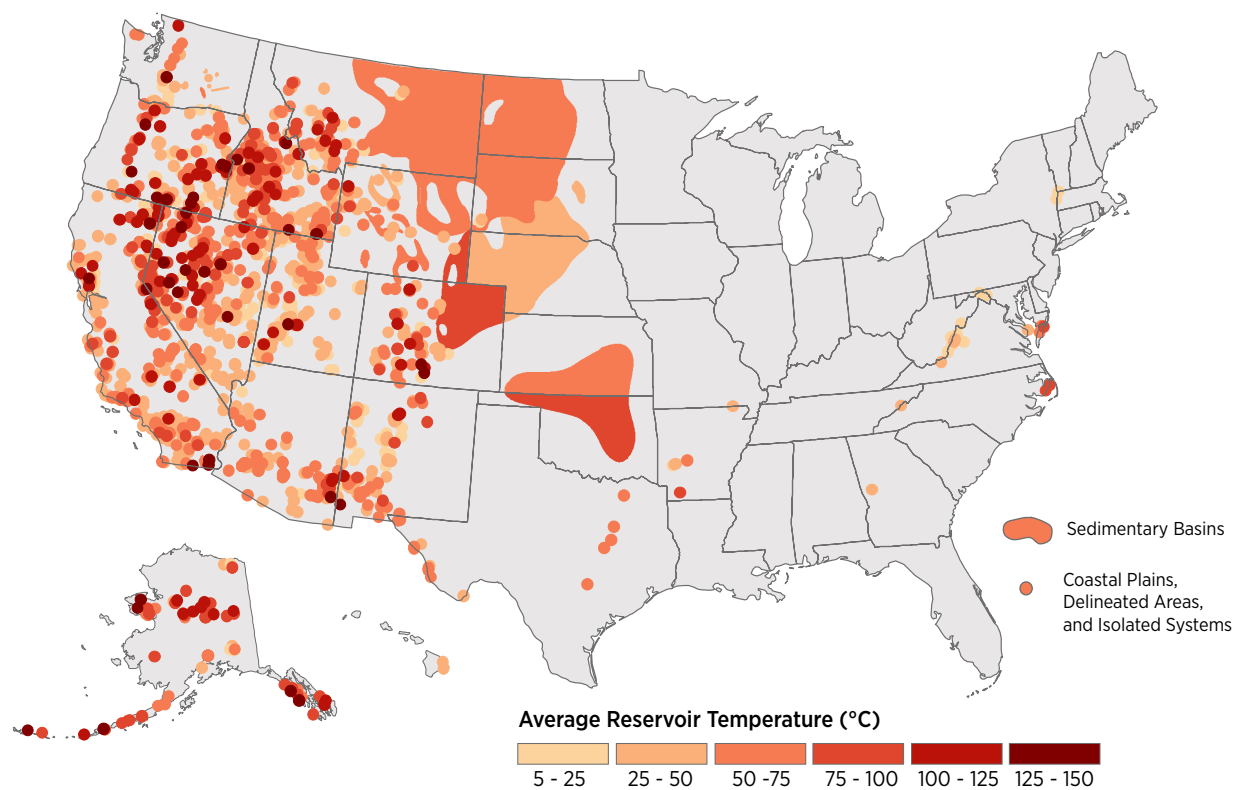 Sedimentary Basins
Coastal Plains,
Delineated Areas,
and Isolated Systems
Average Reservoir Temperature (°C)
5 - 25 25 - 50 50 -75 75 - 100 100 - 125 125 - 150